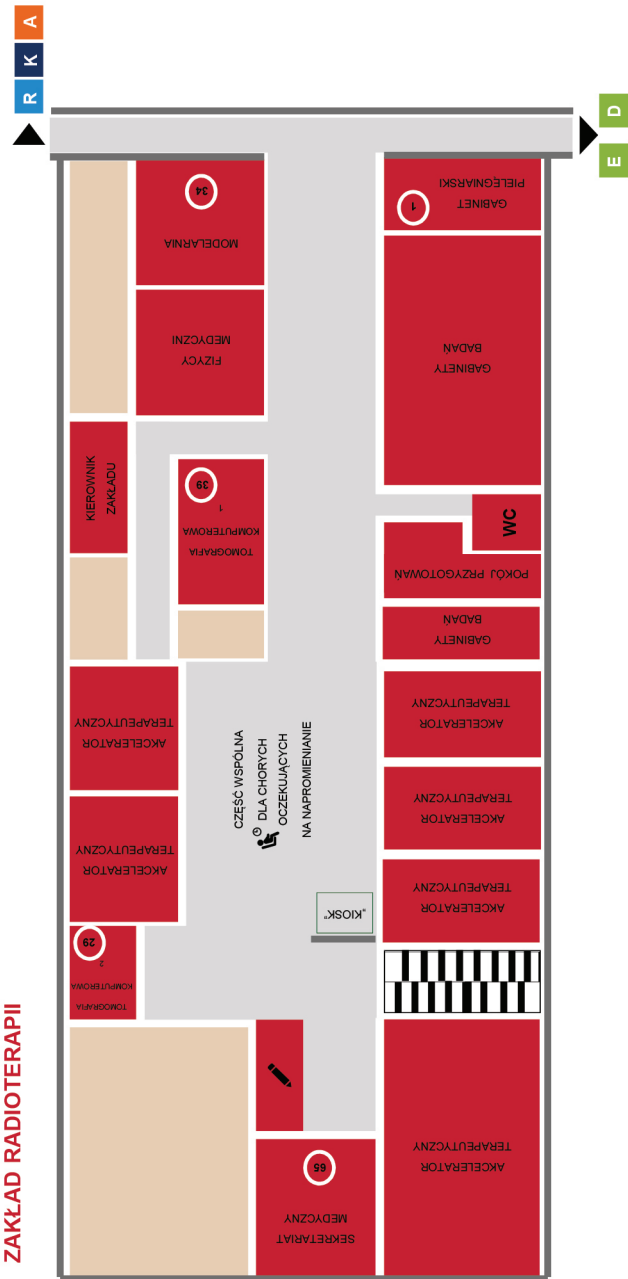 ZAKŁAD RADIOTERAPII
R K A
E D
34
MODELARNIA
FIZYCY
MEDYCZNI
KIEROWNIK
ZAKŁADU
39
TOMOGRAFIA
KOMPUTEROWA
1
AKCELERATOR
TERAPEUTYCZNY
AKCELERATOR
TERAPEUTYCZNY
29
TOMOGRAFIA
KOMPUTEROWA
2
CZĘŚĆ WSPÓLNA
DLA CHORYCH
OCZEKUJĄCYCH
NA NAPROMIENIANIE
„KIOSK”
65
SEKRETARIAT
MEDYCZNY
1
GABINET
PIELĘGNIARSKI
GABINETY
BADAŃ
WC
POKÓJ PRZYGOTOWAŃ
GABINETY
BADAŃ
AKCELERATOR
TERAPEUTYCZNY
AKCELERATOR
TERAPEUTYCZNY
AKCELERATOR
TERAPEUTYCZNY
AKCELERATOR
TERAPEUTYCZNY